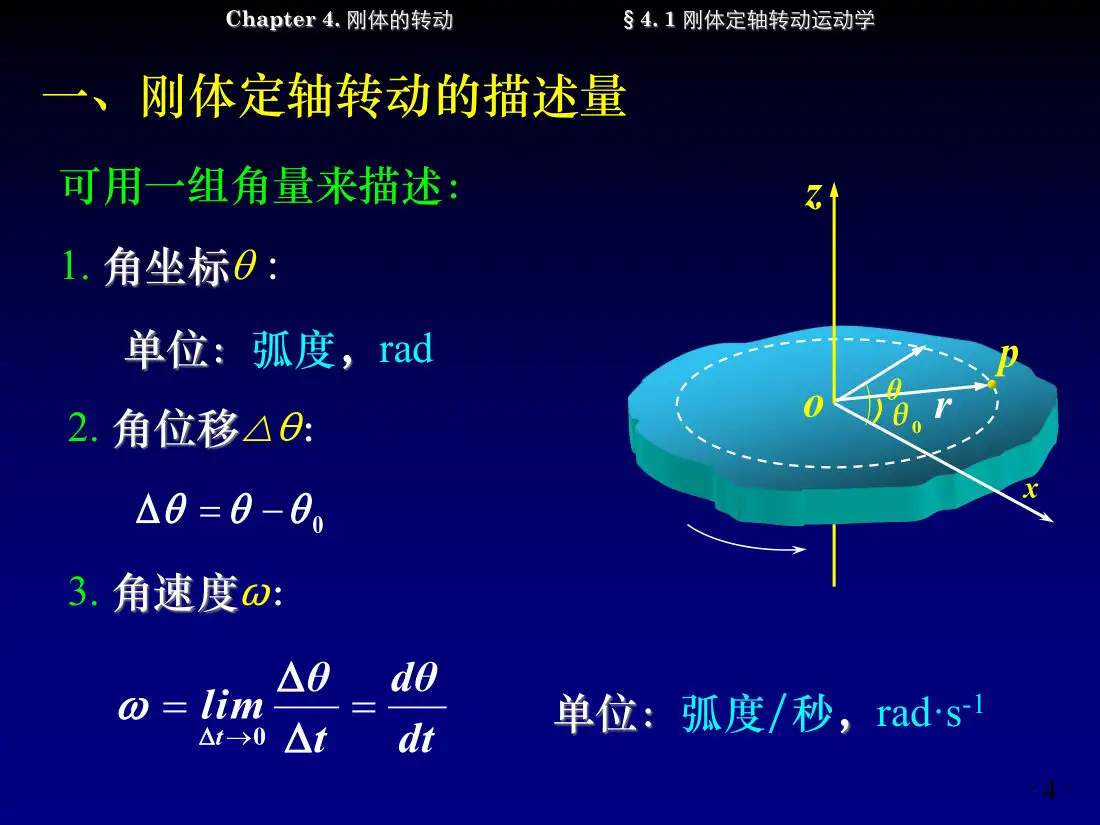 Chapter 4. 刚体的转动
§4. 1 刚体定轴转动运动学
一、刚体定轴转动的描述量
可用一组角量来描述:
1. 角坐标θ :
单位: 弧度, rad
2. 角位移△θ:
Δθ = θ − θ₀
3. 角速度ω:
ω = lim Δt→0 Δθ/Δt = dθ/dt
单位: 弧度/秒, rad·s⁻¹
z
p
θ
o
θ₀
r
x
·4·